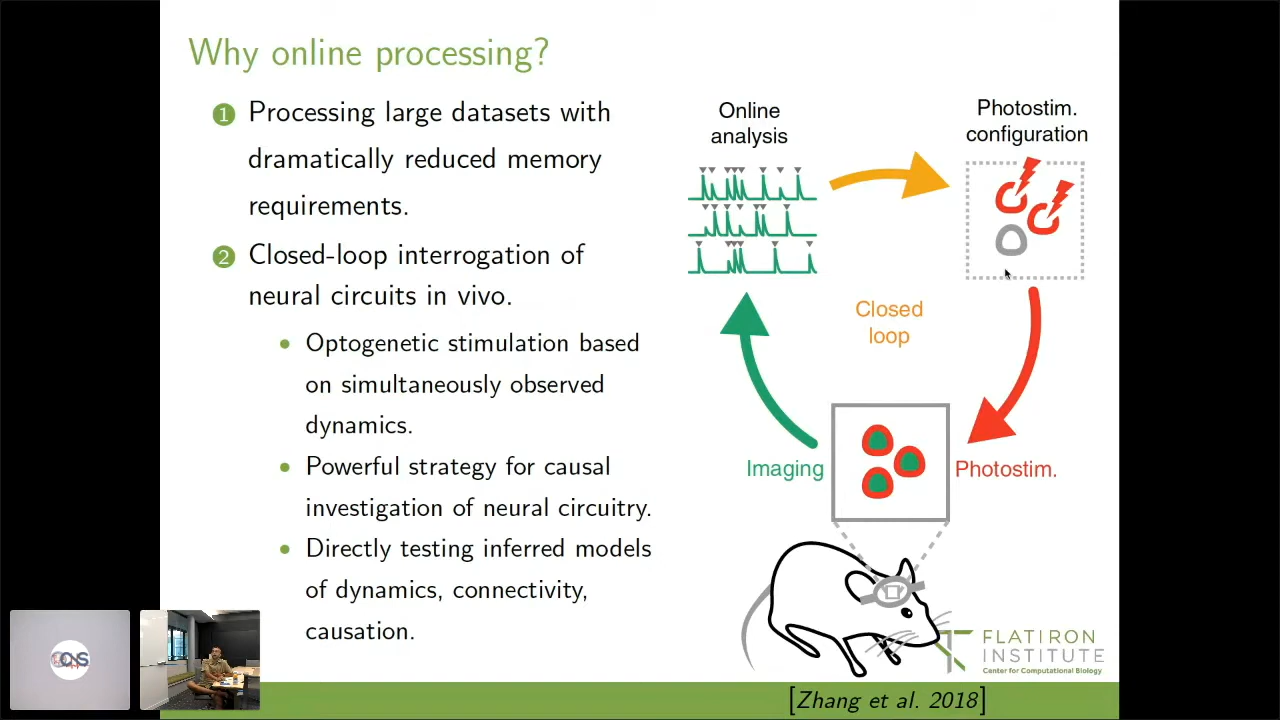 Why online processing?
1 Processing large datasets with
dramatically reduced memory
requirements.
2 Closed-loop interrogation of
neural circuits in vivo.
• Optogenetic stimulation based
on simultaneously observed
dynamics.
• Powerful strategy for causal
investigation of neural circuitry.
• Directly testing inferred models
of dynamics, connectivity,
causation.
Online
analysis
Photostim.
configuration
Closed
loop
Imaging
Photostim.
FLATIRON
INSTITUTE
Center for Computational Biology
[Zhang et al. 2018]